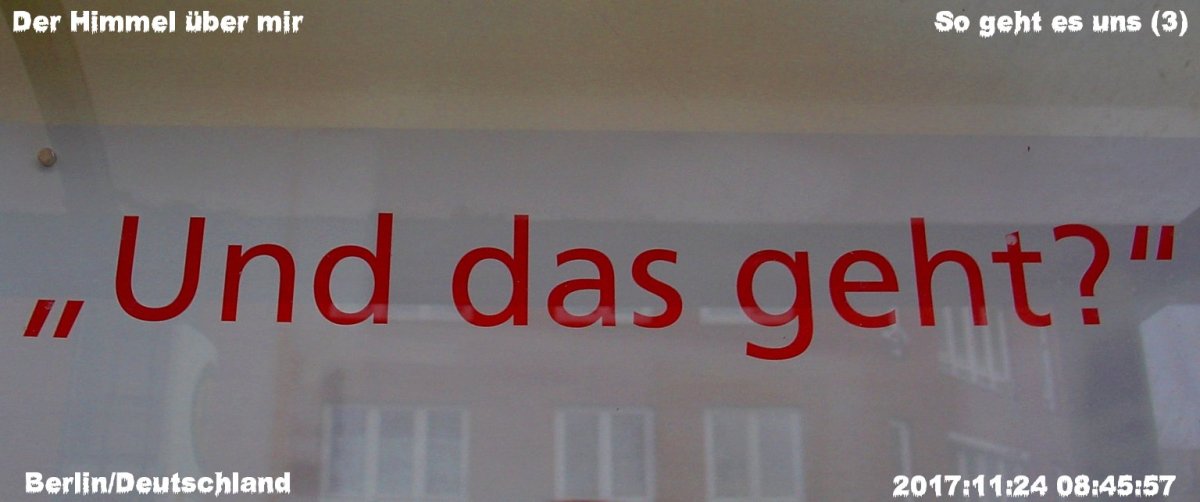 Der Himmel über mir
So geht es uns (3)
„Und das geht?“
Berlin/Deutschland
2017:11:24 08:45:57